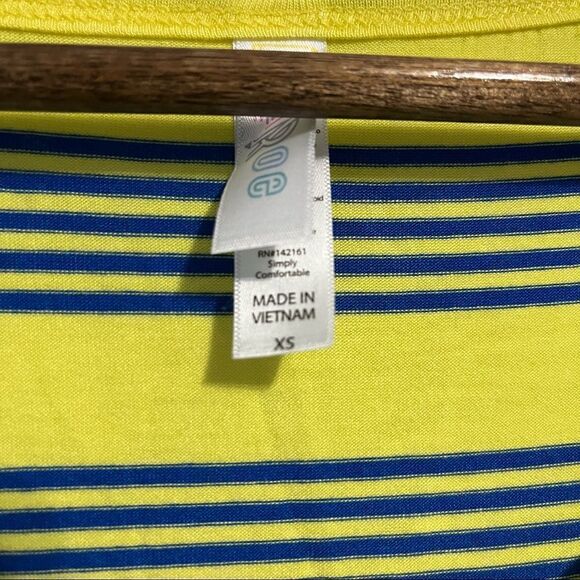 RN#142161
Simply
Comfortable
MADE IN
VIETNAM
XS